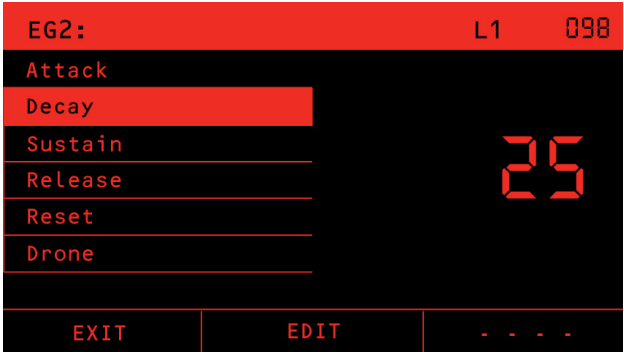 EG2: L1 098
Attack
Decay
Sustain
25
Release
Reset
Drone
EXIT EDIT - - - -